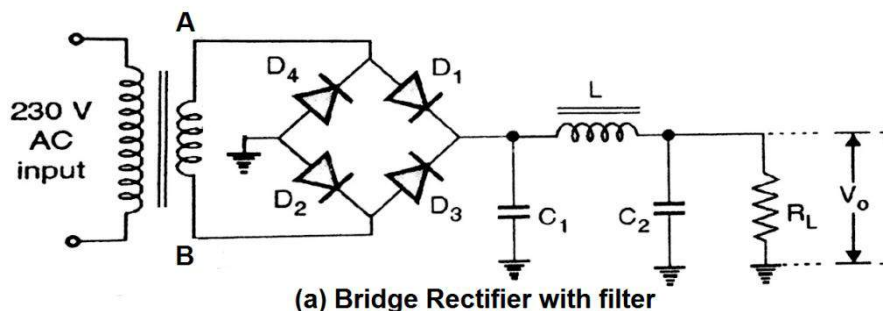 A
D4
D1
L
230 V
AC
input
D2
D3
C1
C2
RL
Vo
B
(a) Bridge Rectifier with filter